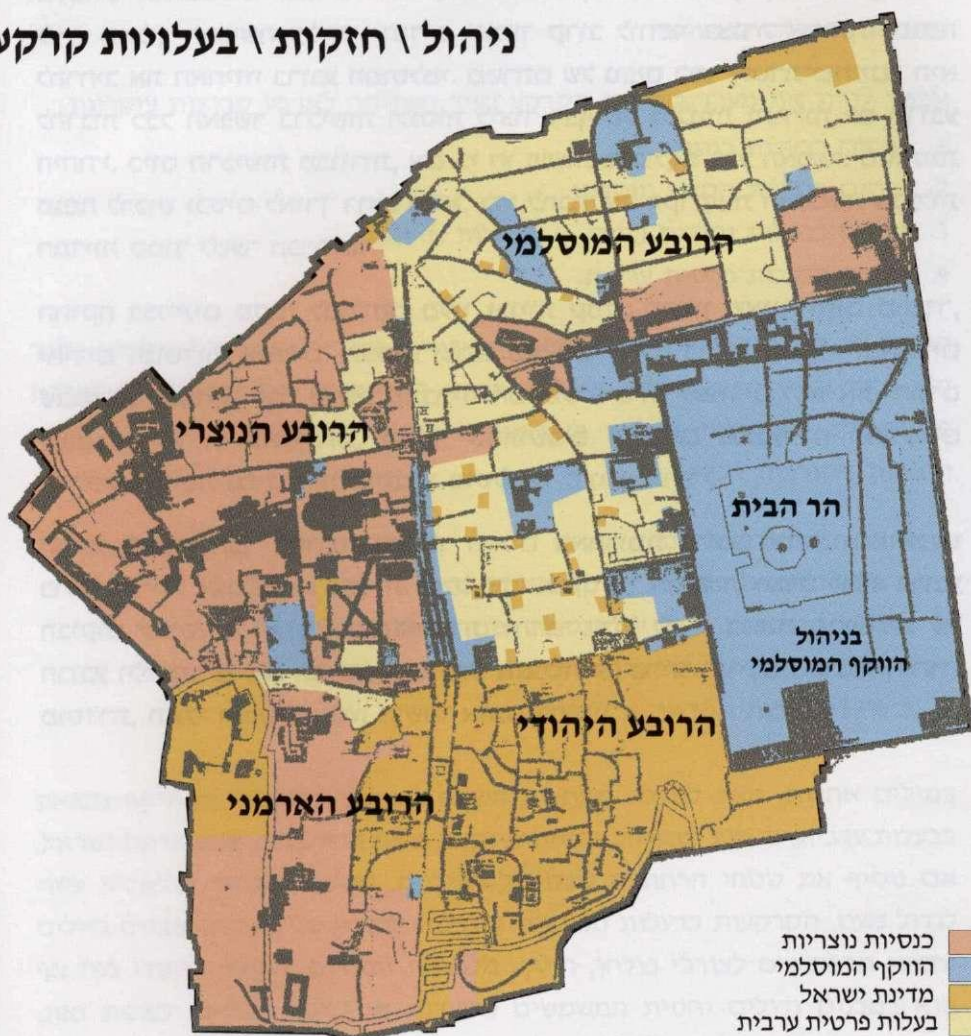 ניהול \ חזקות \ בעלויות קרקע
הרובע המוסלמי
הרובע הנוצרי
הר הבית
בניהול
הווקף המוסלמי
הרובע היהודי
הרובע הארמני
כנסיות נוצריות
הווקף המוסלמי
מדינת ישראל
בעלות פרטית ערבית